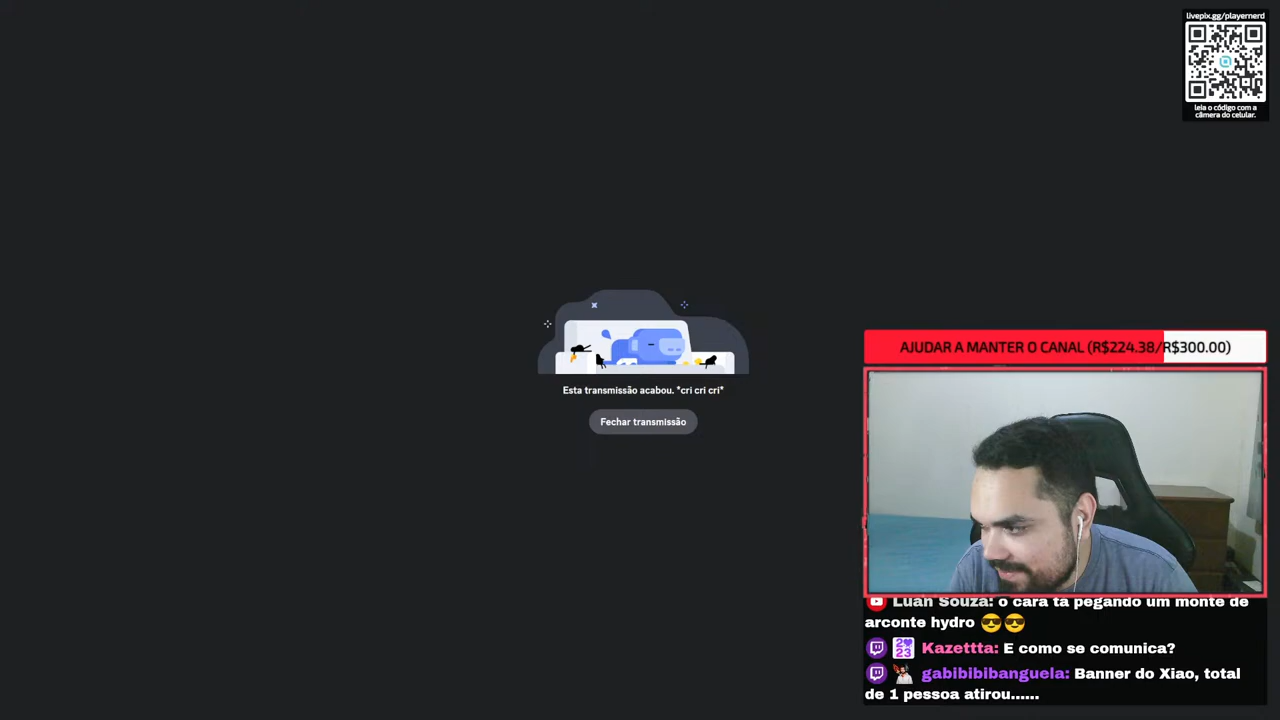 livepix.gg/playernerd
leia o código com a
câmera do celular.
Esta transmissão acabou. *cri cri cri*
Fechar transmissão
AJUDAR A MANTER O CANAL (R$224.38/R$300.00)
Luan Souza: o cara ta pegando um monte de
arconte hydro 😎😎
2023 Kazettta: E como se comunica?
gabibibibanguela: Banner do Xiao, total
de 1 pessoa atirou......